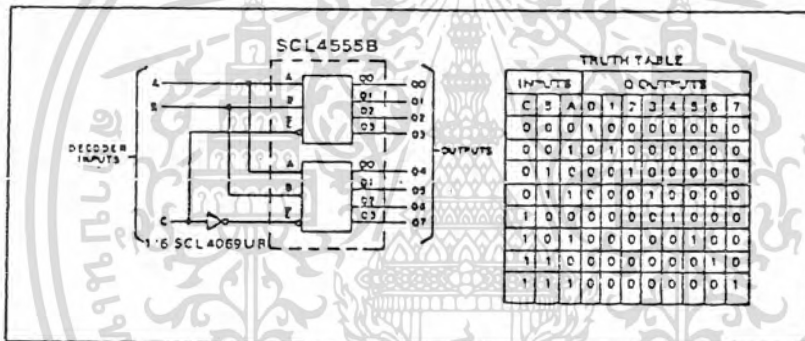 SCL4555B
A
B
DECODER
INPUTS
C
1/6 SCL4069UB
A Q0 Q0
B Q1 Q1
Q2 Q2
E Q3 Q3
A Q0 Q4
B Q1 Q5
Q2 Q6
E Q3 Q7
OUTPUTS
TRUTH TABLE
INPUTS Q OUTPUTS
C B A 0 1 2 3 4 5 6 7
0 0 0 1 0 0 0 0 0 0 0
0 0 1 0 1 0 0 0 0 0 0
0 1 0 0 0 1 0 0 0 0 0
0 1 1 0 0 0 1 0 0 0 0
1 0 0 0 0 0 0 1 0 0 0
1 0 1 0 0 0 0 0 1 0 0
1 1 0 0 0 0 0 0 0 1 0
1 1 1 0 0 0 0 0 0 0 1